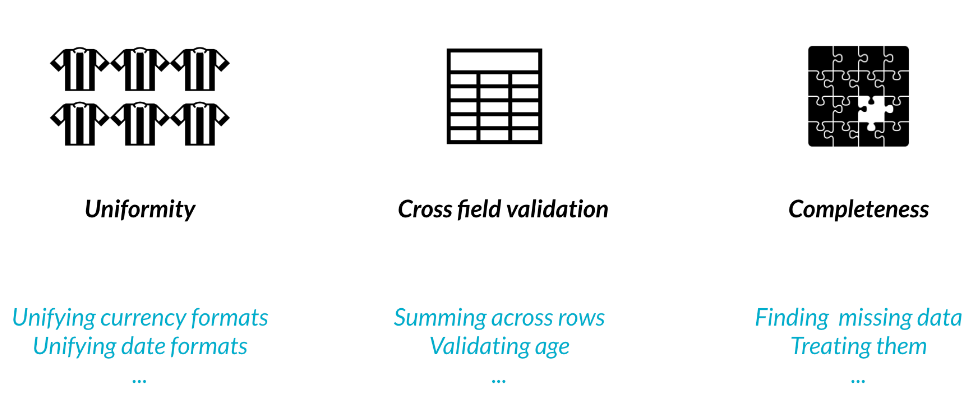 Uniformity
Cross field validation
Completeness
Unifying currency formats
Unifying date formats
...
Summing across rows
Validating age
...
Finding  missing data
Treating them
...